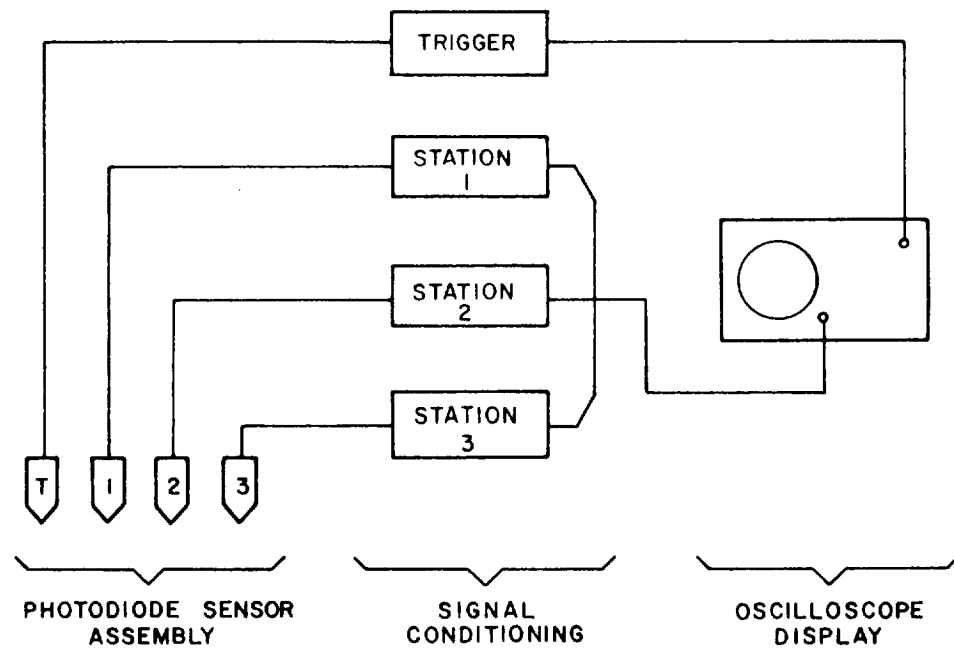 TRIGGER
STATION
1
STATION
2
STATION
3
T
1
2
3
PHOTODIODE SENSOR
ASSEMBLY
SIGNAL
CONDITIONING
OSCILLOSCOPE
DISPLAY